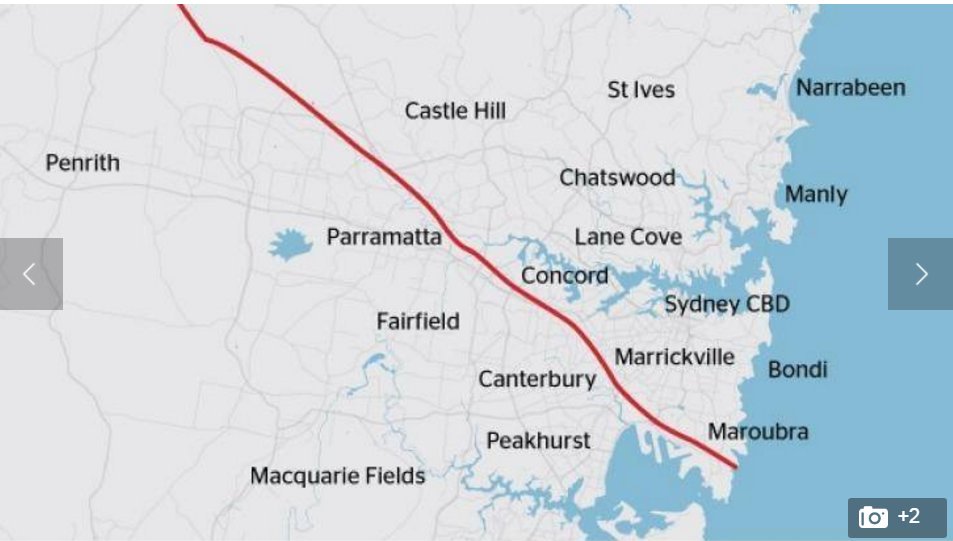 St Ives
Narrabeen
Castle Hill
Penrith
Chatswood
Manly
Parramatta
Lane Cove
Concord
Sydney CBD
Fairfield
Marrickville
Bondi
Canterbury
Maroubra
Peakhurst
Macquarie Fields
+2